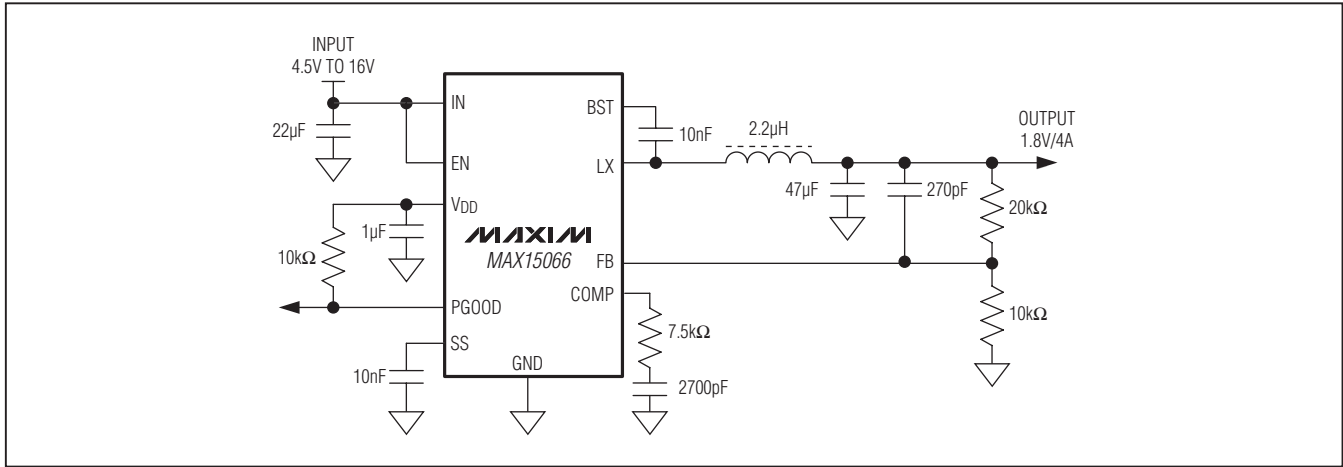 INPUT
4.5V TO 16V
22µF
IN
EN
VDD
1µF
10kΩ
PGOOD
SS
10nF
GND
MAXIM
MAX15066
BST
10nF
LX
2.2µH
47µF
270pF
OUTPUT
1.8V/4A
20kΩ
FB
COMP
7.5kΩ
2700pF
10kΩ